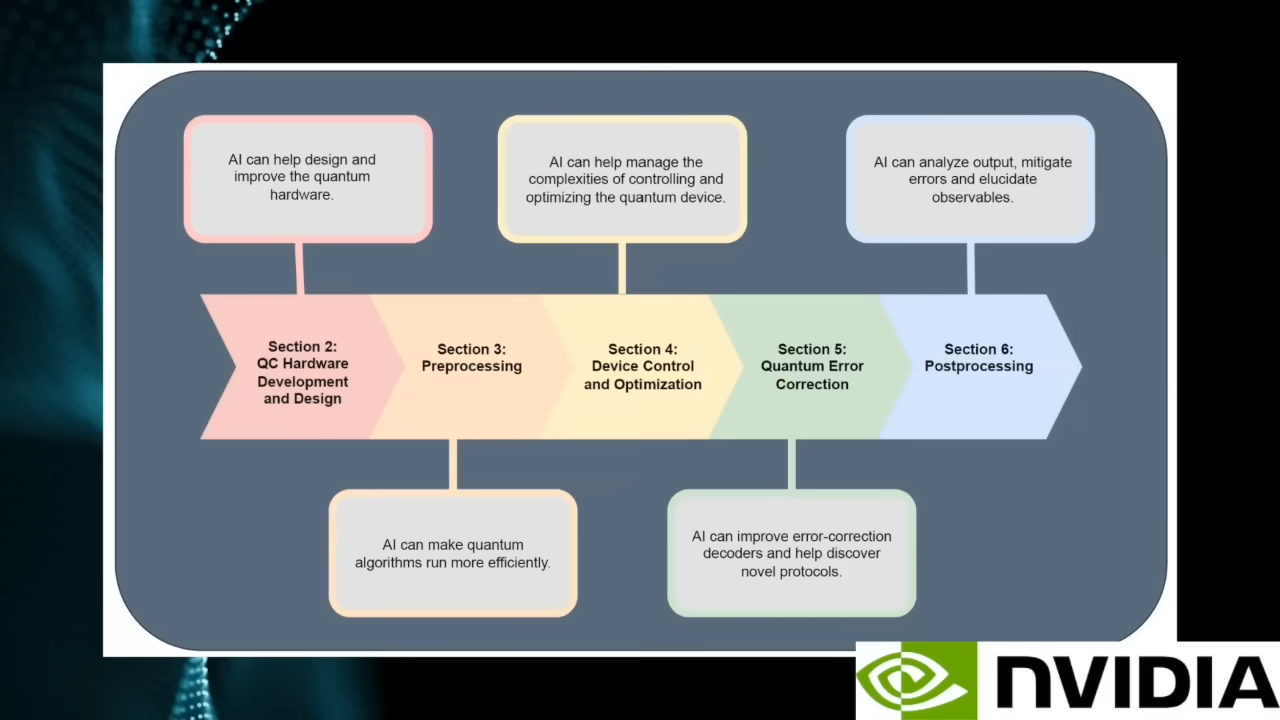 AI can help design and
improve the quantum
hardware.
AI can help manage the
complexities of controlling and
optimizing the quantum device.
AI can analyze output, mitigate
errors and elucidate
observables.
Section 2:
QC Hardware
Development
and Design
Section 3:
Preprocessing
Section 4:
Device Control
and Optimization
Section 5:
Quantum Error
Correction
Section 6:
Postprocessing
AI can make quantum
algorithms run more efficiently.
AI can improve error-correction
decoders and help discover
novel protocols.
NVIDIA